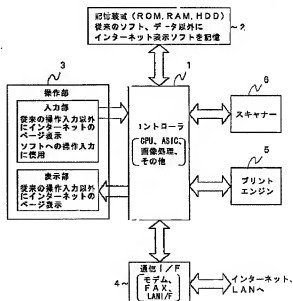 記憶装置 (ROM, RAM, HDD)
従来のソフト、データ以外に
インターネット表示ソフトを記憶
2
3
1
6
操作部
入力部
従来の操作入力以外
にインターネットの
ページ表示
ソフトへの操作入力
に使用
表示部
従来の操作入力以外
にインターネットの
ページ表示
コントローラ
CPU、ASIC、
画像処理、
その他
スキャナー
5
プリント
エンジン
4
通信I/F
モデム、
FAX、
LANI/F
インターネット、
LANへ